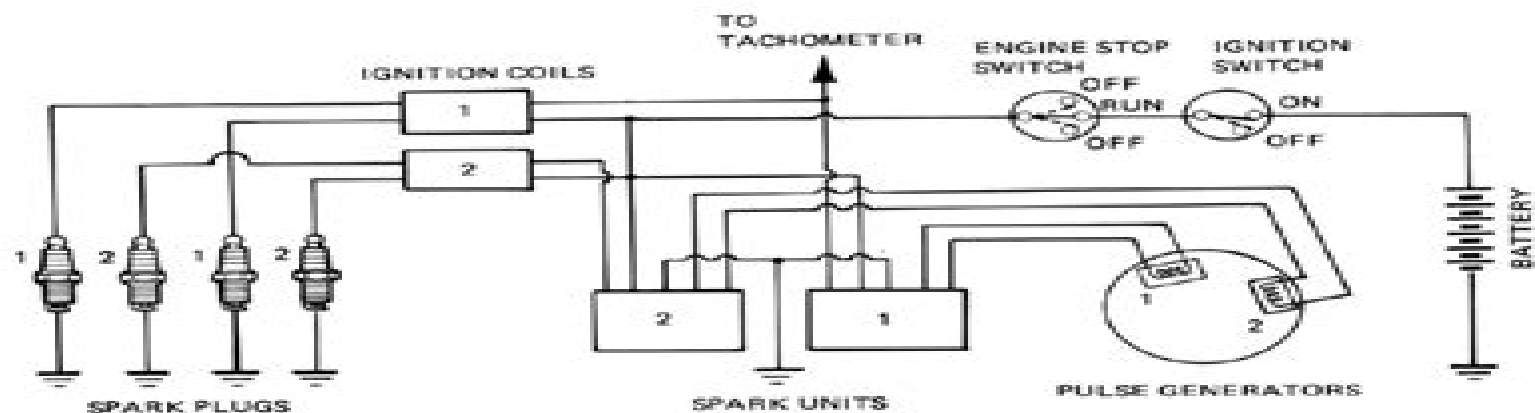 TO
TACHOMETER
ENGINE STOP
SWITCH
IGNITION
SWITCH
IGNITION COILS
OFF
RUN
OFF
ON
OFF
1
2
1
2
1
2
2
1
1
2
BATTERY
SPARK PLUGS
SPARK UNITS
PULSE GENERATORS